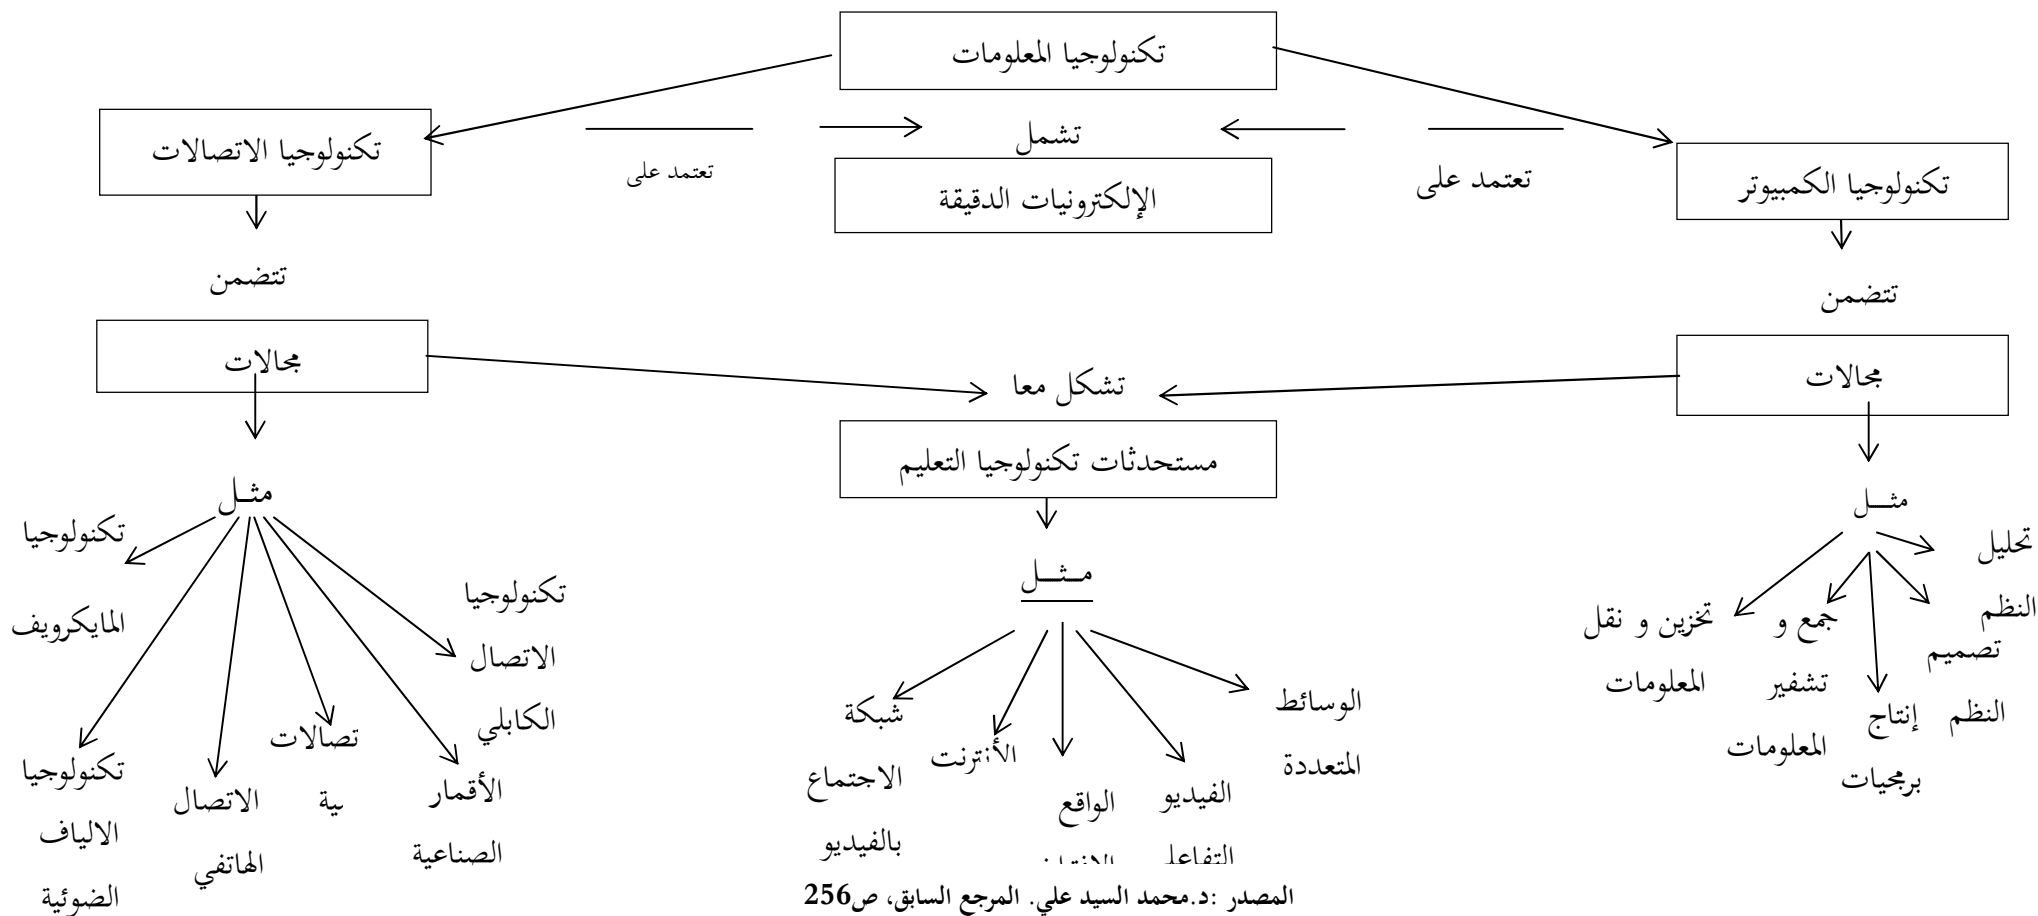 تكنولوجيا المعلومات
تشمل
تكنولوجيا الكمبيوتر
تعتمد على
الإلكترونيات الدقيقة
تعتمد على
تكنولوجيا الاتصالات
تتضمن
تتضمن
مجالات
مجالات
تشكل معا
مستحدثات تكنولوجيا التعليم
مثل
تحليل
النظم
تصميم
النظم
إنتاج
برمجيات
جمع و
تشفير
المعلومات
تخزين و نقل
المعلومات
مثل
الوسائط
المتعددة
الفيديو
التفاعل
الواقع
الأنترنت
شبكة
الاجتماع
بالفيديو
مثل
تكنولوجيا
الاتصال
الكابلي
الأقمار
الصناعية
تصالات
بية
الاتصال
الهاتفي
تكنولوجيا
الالياف
الضوئية
تكنولوجيا
المايكرويف
المصدر :د.محمد السيد علي. المرجع السابق، ص256